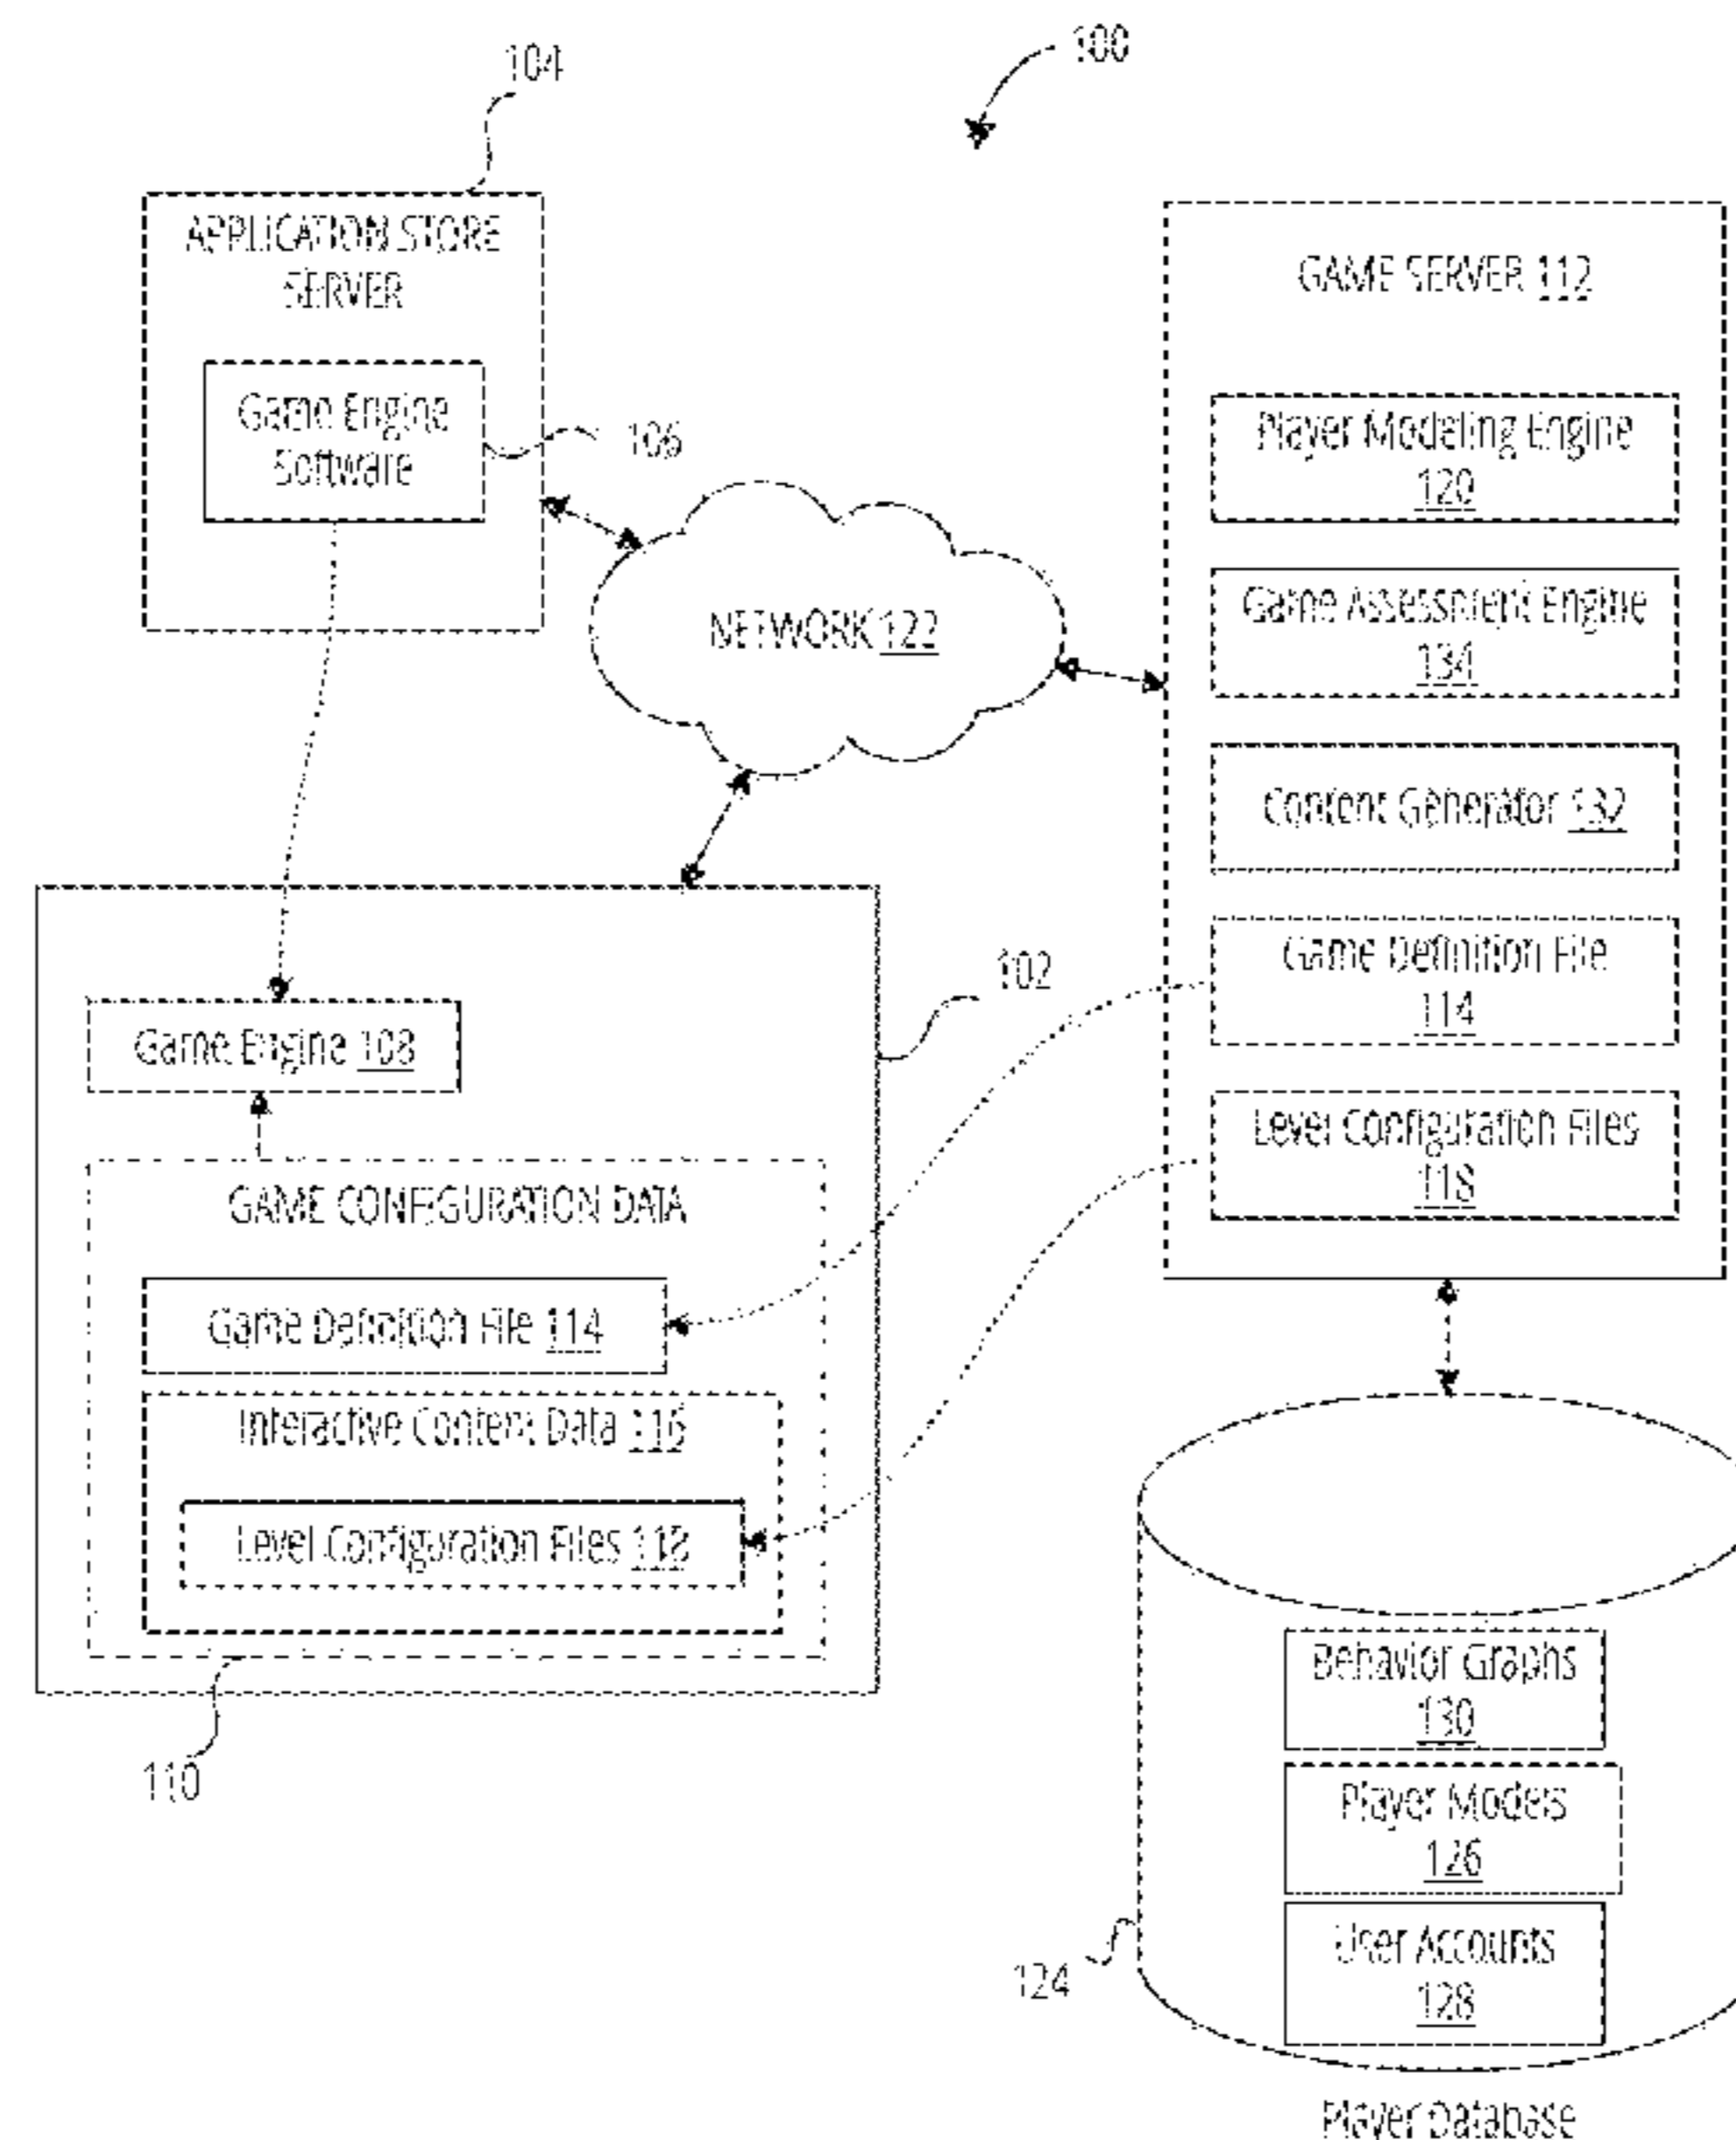 100
104
APPLICATION STORE
SERVER
Game Engine
Software
106
NETWORK 122
GAME SERVER 112
Player Modeling Engine
120
Game Assessment Engine
134
Content Generator 132
Game Definition File
114
Level Configuration Files
118
102
Game Engine 108
GAME CONFIGURATION DATA
Game Definition File 114
Interactive Content Data 116
Level Configuration Files 118
110
Behavior Graphs
130
Player Models
126
User Accounts
128
124
Player Database